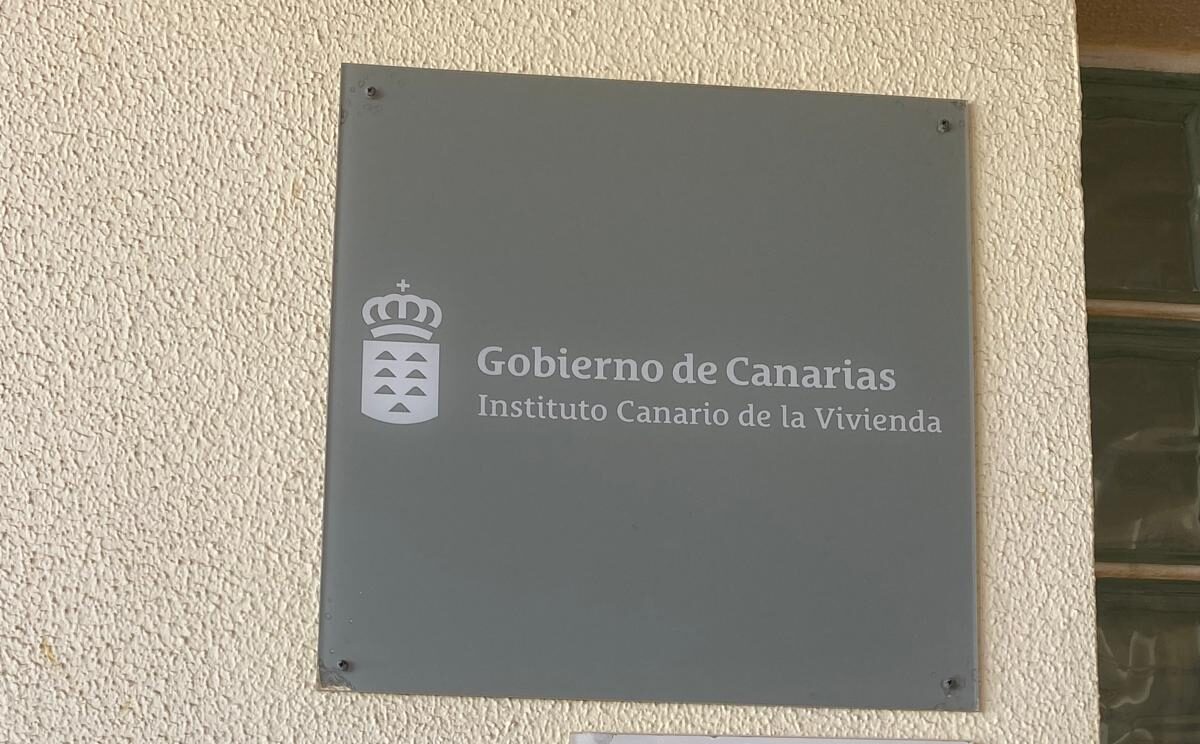 Gobierno de Canarias
Instituto Canario de la Vivienda